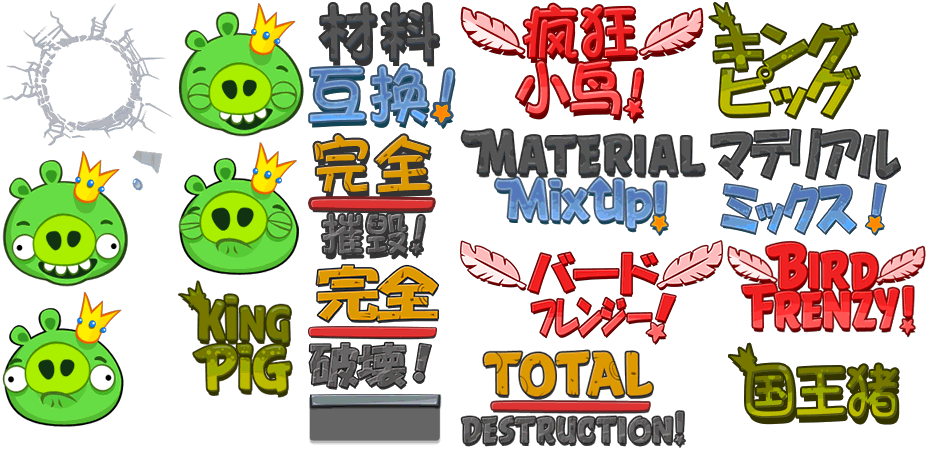 材料
互换!
疯狂
小鸟!
キング
ピッグ
完全
摧毁!
MATERIAL
MixUp!
マテリアル
ミックス!
完全
破壊!
バード
フレンジー!
BIRD
FRENZY!
KING
PIG
TOTAL
DESTRUCTION!
国王猪